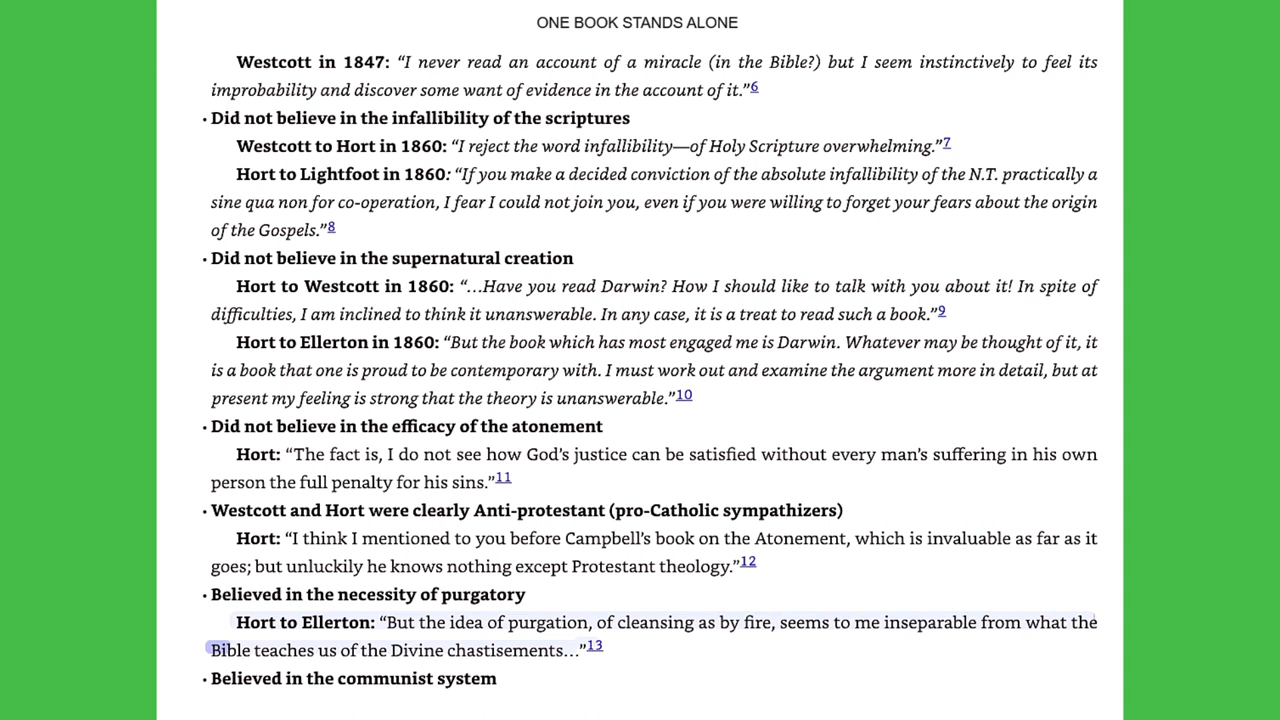 ONE BOOK STANDS ALONE
Westcott in 1847: “I never read an account of a miracle (in the Bible?) but I seem instinctively to feel its
improbability and discover some want of evidence in the account of it.”6
· Did not believe in the infallibility of the scriptures
Westcott to Hort in 1860: “I reject the word infallibility—of Holy Scripture overwhelming.”7
Hort to Lightfoot in 1860: “If you make a decided conviction of the absolute infallibility of the N.T. practically a
sine qua non for co-operation, I fear I could not join you, even if you were willing to forget your fears about the origin
of the Gospels.”8
· Did not believe in the supernatural creation
Hort to Westcott in 1860: “…Have you read Darwin? How I should like to talk with you about it! In spite of
difficulties, I am inclined to think it unanswerable. In any case, it is a treat to read such a book.”9
Hort to Ellerton in 1860: “But the book which has most engaged me is Darwin. Whatever may be thought of it, it
is a book that one is proud to be contemporary with. I must work out and examine the argument more in detail, but at
present my feeling is strong that the theory is unanswerable.”10
· Did not believe in the efficacy of the atonement
Hort: “The fact is, I do not see how God’s justice can be satisfied without every man’s suffering in his own
person the full penalty for his sins.”11
· Westcott and Hort were clearly Anti-protestant (pro-Catholic sympathizers)
Hort: “I think I mentioned to you before Campbell’s book on the Atonement, which is invaluable as far as it
goes; but unluckily he knows nothing except Protestant theology.”12
· Believed in the necessity of purgatory
Hort to Ellerton: “But the idea of purgation, of cleansing as by fire, seems to me inseparable from what the
Bible teaches us of the Divine chastisements…”13
· Believed in the communist system